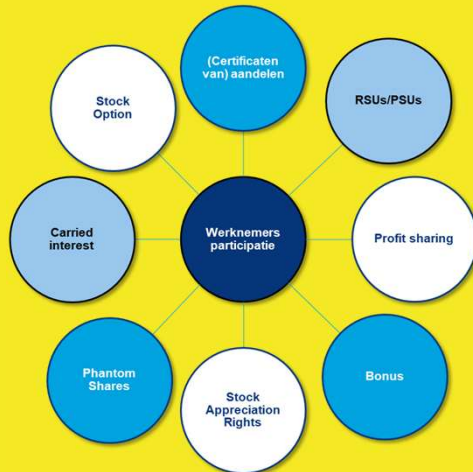 (Certificaten
van) aandelen
Stock
Option
RSUs/PSUs
Carried
interest
Werknemers
participatie
Profit sharing
Phantom
Shares
Bonus
Stock
Appreciation
Rights